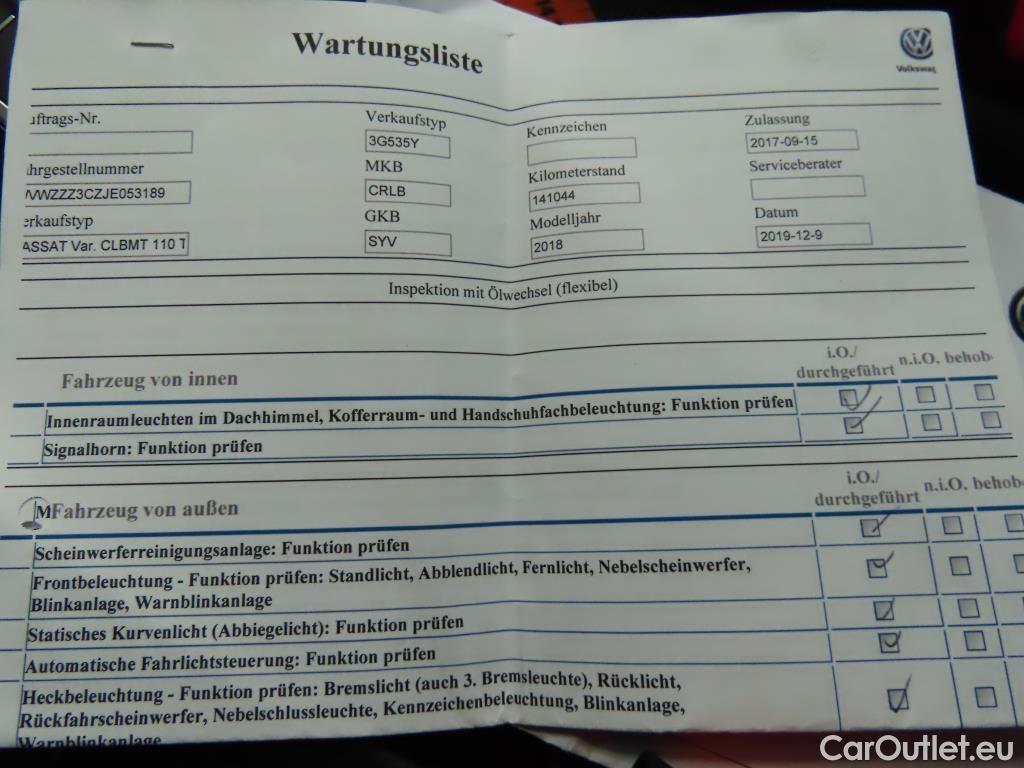 Wartungsliste
Volkswag
uftrags-Nr.
Verkaufstyp
3G535Y
Kennzeichen
Zulassung
2017-09-15
ahrgestellnummer
VWZZZ3CZJE053189
MKB
CRLB
Kilometerstand
141044
Serviceberater
erkaufstyp
ASSAT Var. CLBMT 110 T
GKB
SYV
Modelljahr
2018
Datum
2019-12-9
Inspektion mit Ölwechsel (flexibel)
Fahrzeug von innen
i.O./
durchgeführt
n.i.O.
behob
Innenraumleuchten im Dachhimmel, Kofferraum- und Handschuhfachbeleuchtung: Funktion prüfen
Signalhorn: Funktion prüfen
MFahrzeug von außen
i.O./
durchgeführt
n.i.O.
behob
Scheinwerferreinigungsanlage: Funktion prüfen
Frontbeleuchtung - Funktion prüfen: Standlicht, Abblendlicht, Fernlicht, Nebelscheinwerfer,
Blinkanlage, Warnblinkanlage
Statisches Kurvenlicht (Abbiegelicht): Funktion prüfen
Automatische Fahrlichtsteuerung: Funktion prüfen
Heckbeleuchtung - Funktion prüfen: Bremslicht (auch 3. Bremsleuchte), Rücklicht,
Rückfahrscheinwerfer, Nebelschlussleuchte, Kennzeichenbeleuchtung, Blinkanlage,
Warnblinkanlage
CarOutlet.eu